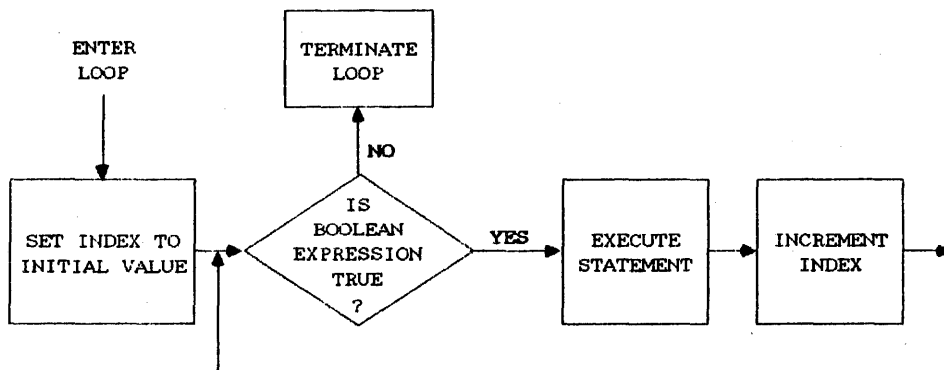 ENTER
LOOP
TERMINATE
LOOP
NO
SET INDEX TO
INITIAL VALUE
IS
BOOLEAN
EXPRESSION
TRUE
?
YES
EXECUTE
STATEMENT
INCREMENT
INDEX